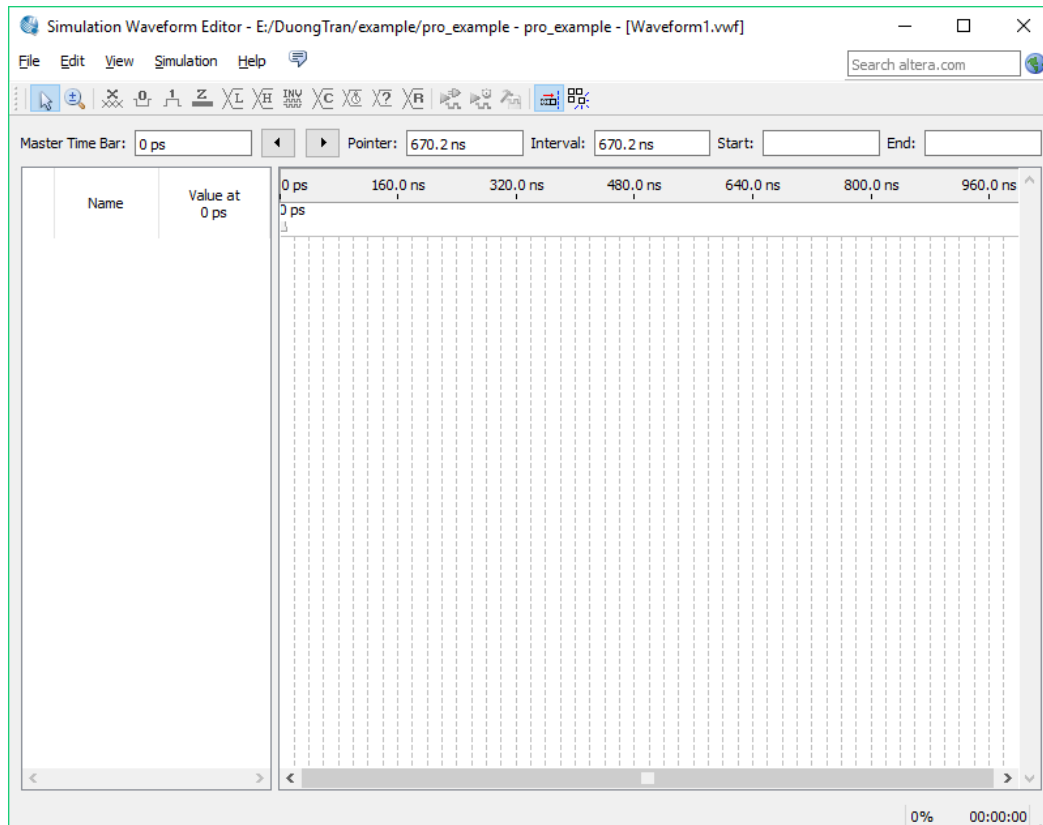 Simulation Waveform Editor - E:/DuongTran/example/pro_example - pro_example - [Waveform1.vwf]
File Edit View Simulation Help
Search altera.com
Master Time Bar: 0 ps Pointer: 670.2 ns Interval: 670.2 ns Start: End:
Name
Value at
0 ps
0 ps 160.0 ns 320.0 ns 480.0 ns 640.0 ns 800.0 ns 960.0 ns
0 ps
0% 00:00:00